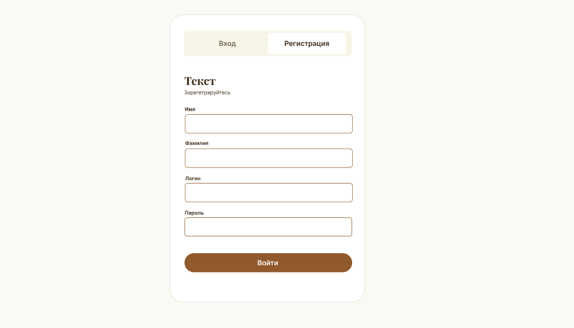 Вход
Регистрация
Текст
Зарегетрируйтесь
Имя
Фамилия
Логин
Пароль
Войти